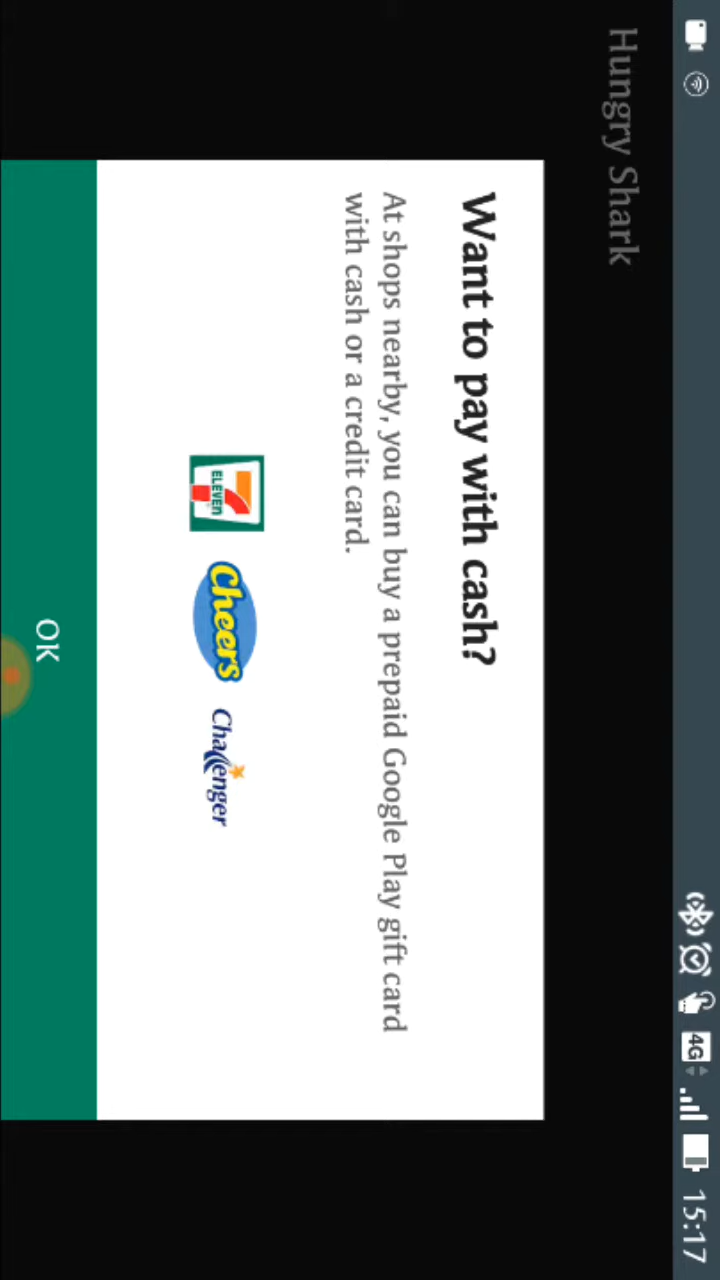 4G 15:17
Hungry Shark
Want to pay with cash?
At shops nearby, you can buy a prepaid Google Play gift card
with cash or a credit card.
7 ELEVEN Cheers Challenger
OK